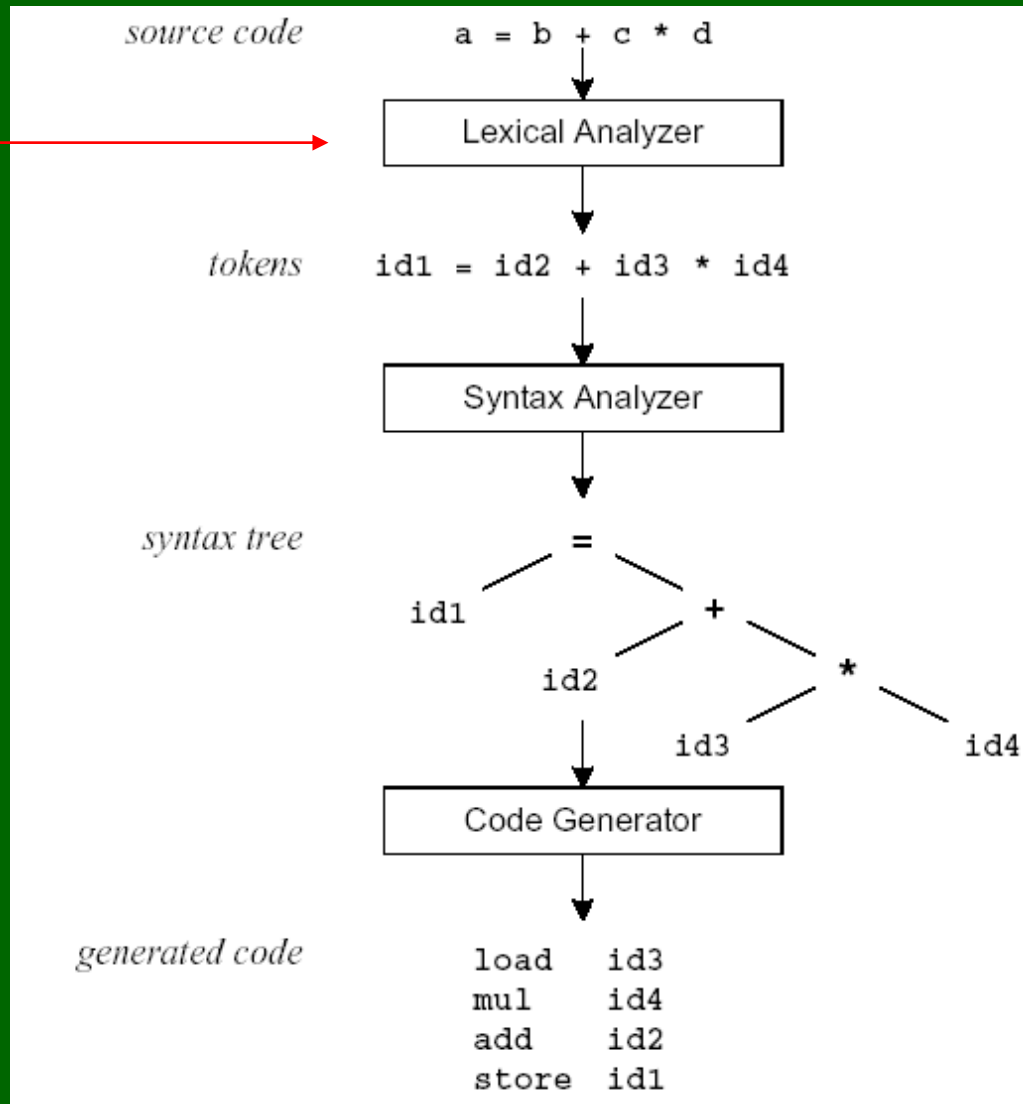 source code a = b + c * d
Lexical Analyzer
tokens id1 = id2 + id3 * id4
Syntax Analyzer
syntax tree =
id1 +
id2 *
id3 id4
Code Generator
generated code load id3
mul id4
add id2
store id1